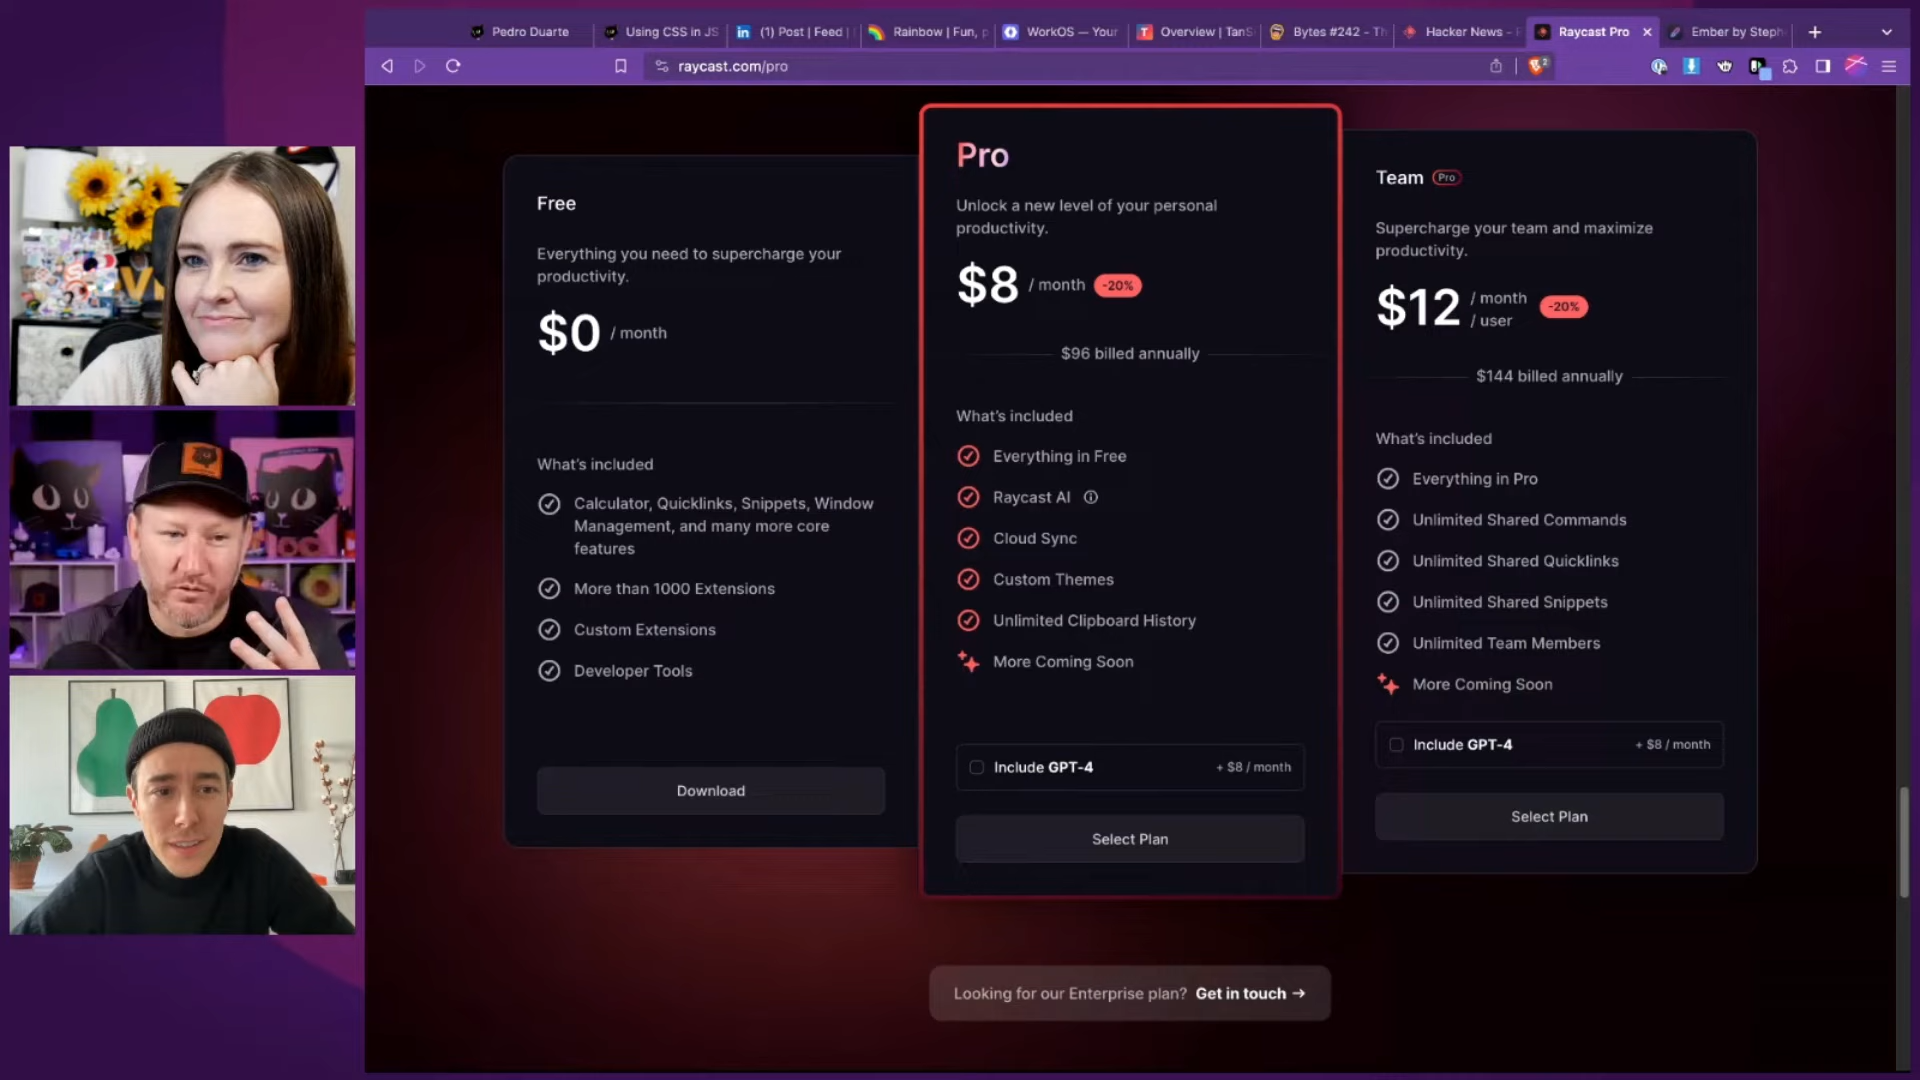 Pedro Duarte
Using CSS in JS
(1) Post | Feed |
Rainbow | Fun, p
WorkOS — Your
Overview | TanS
Bytes #242 - Th
Hacker News -
Raycast Pro
Ember by Steph
raycast.com/pro
2
Free
Everything you need to supercharge your
productivity.
$0 / month
What's included
Calculator, Quicklinks, Snippets, Window
Management, and many more core
features
More than 1000 Extensions
Custom Extensions
Developer Tools
Download
Pro
Unlock a new level of your personal
productivity.
$8 / month -20%
$96 billed annually
What's included
Everything in Free
Raycast AI
Cloud Sync
Custom Themes
Unlimited Clipboard History
More Coming Soon
Include GPT-4 + $8 / month
Select Plan
Team Pro
Supercharge your team and maximize
productivity.
$12 / month / user -20%
$144 billed annually
What's included
Everything in Pro
Unlimited Shared Commands
Unlimited Shared Quicklinks
Unlimited Shared Snippets
Unlimited Team Members
More Coming Soon
Include GPT-4 + $8 / month
Select Plan
Looking for our Enterprise plan? Get in touch →